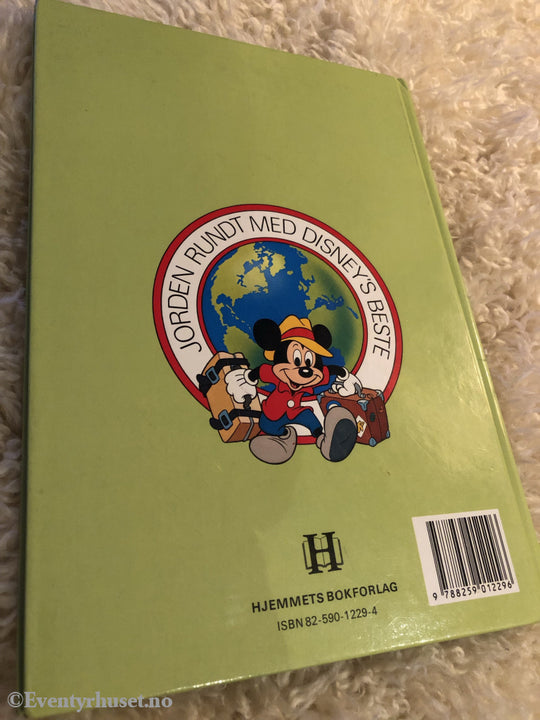 JORDEN RUNDT MED DISNEY'S BESTE
H
HJEMMETS BOKFORLAG
ISBN 82-590-1229-4
9 788259 012296
©Eventyrhuset.no